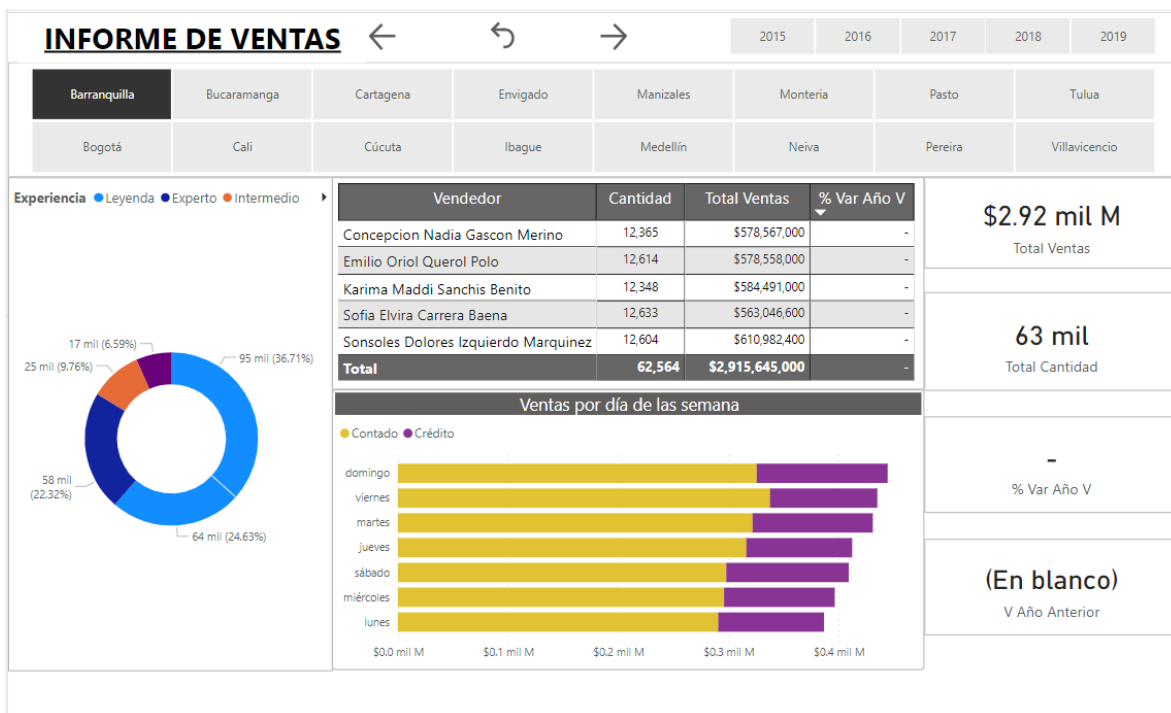 INFORME DE VENTAS
2015 2016 2017 2018 2019
Barranquilla Bucaramanga Cartagena Envigado Manizales Monteria Pasto Tulua
Bogotá Cali Cúcuta Ibague Medellín Neiva Pereira Villavicencio
Experiencia Leyenda Experto Intermedio
17 mil (6.59%)
95 mil (36.71%)
25 mil (9.76%)
58 mil
(22.32%)
64 mil (24.63%)
Vendedor Cantidad Total Ventas % Var Año V
Concepcion Nadia Gascon Merino 12,365 $578,567,000 -
Emilio Oriol Querol Polo 12,614 $578,558,000 -
Karima Maddi Sanchis Benito 12,348 $584,491,000 -
Sofia Elvira Carrera Baena 12,633 $563,046,600 -
Sonsoles Dolores Izquierdo Marquinez 12,604 $610,982,400 -
Total 62,564 $2,915,645,000 -
Ventas por día de las semana
Contado Crédito
domingo
viernes
martes
jueves
sábado
miércoles
lunes
$0.0 mil M $0.1 mil M $0.2 mil M $0.3 mil M $0.4 mil M
$2.92 mil M
Total Ventas
63 mil
Total Cantidad
-
% Var Año V
(En blanco)
V Año Anterior